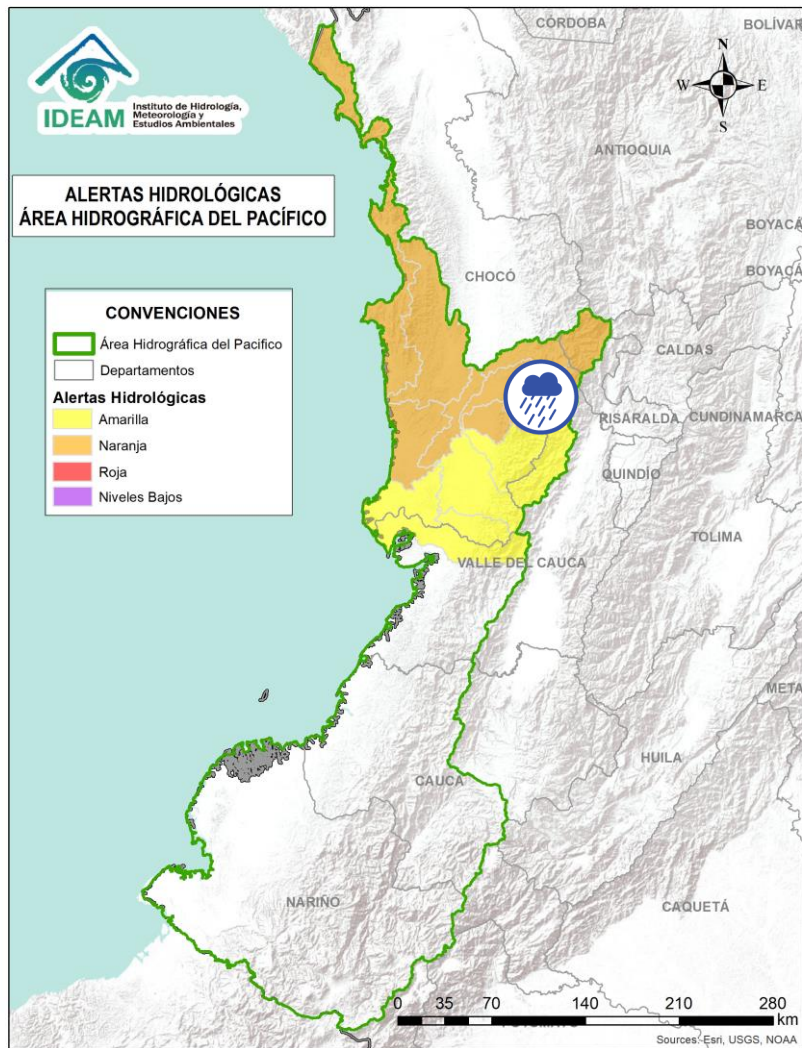 IDEAM
Instituto de Hidrología,
Meteorología y
Estudios Ambientales
ALERTAS HIDROLÓGICAS
ÁREA HIDROGRÁFICA DEL PACÍFICO
CONVENCIONES
Área Hidrográfica del Pacifico
Departamentos
Alertas Hidrológicas
Amarilla
Naranja
Roja
Niveles Bajos
N
W
E
S
CÓRDOBA
BOLÍVAR
ANTIOQUIA
BOYACÁ
BOYACÁ
CHOCÓ
CALDAS
RISARALDA
CUNDINAMARCA
QUINDÍO
TOLIMA
VALLE DEL CAUCA
META
HUILA
CAUCA
NARIÑO
CAQUETÁ
0 35 70 140 210 280
km
Sources: Esri, USGS, NOAA